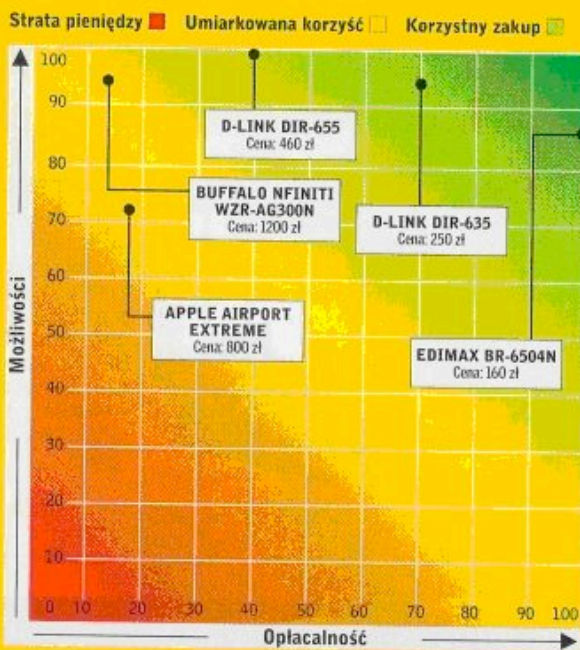 Strata pieniędzy Umiarkowana korzyść Korzystny zakup
100
90
80
70
60
50
40
30
20
10
Możliwości
D-LINK DIR-655
Cena: 460 zł
BUFFALO NFINITI
WZR-AG300N
Cena: 1200 zł
D-LINK DIR-635
Cena: 250 zł
APPLE AIRPORT
EXTREME
Cena: 800 zł
EDIMAX BR-6504N
Cena: 160 zł
0 10 20 30 40 50 60 70 80 90 100
Opłacalność